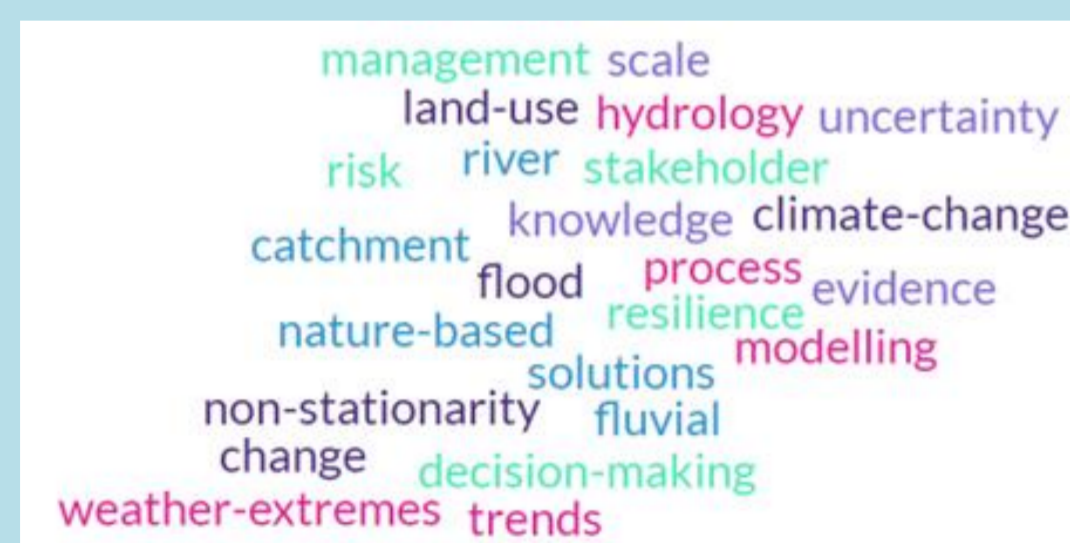 management scale
land-use hydrology uncertainty
risk river stakeholder
knowledge climate-change
catchment
flood process evidence
resilience
nature-based modelling
solutions
non-stationarity fluvial
change decision-making
weather-extremes trends